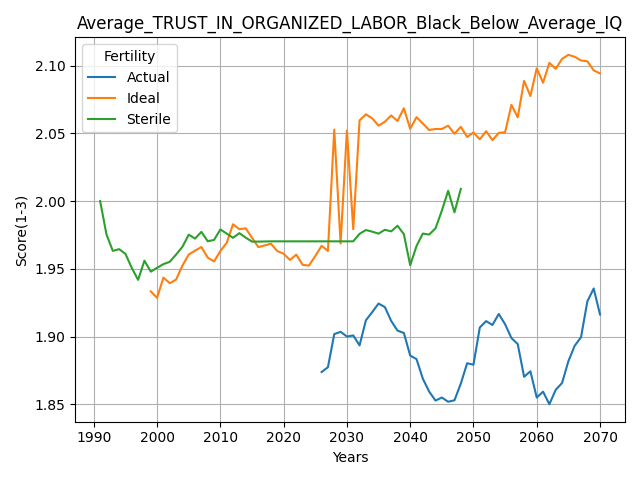 Average_TRUST_IN_ORGANIZED_LABOR_Black_Below_Average_IQ
Fertility
Actual
Ideal
Sterile
Score(1-3)
2.10
2.05
2.00
1.95
1.90
1.85
1990 2000 2010 2020 2030 2040 2050 2060 2070
Years